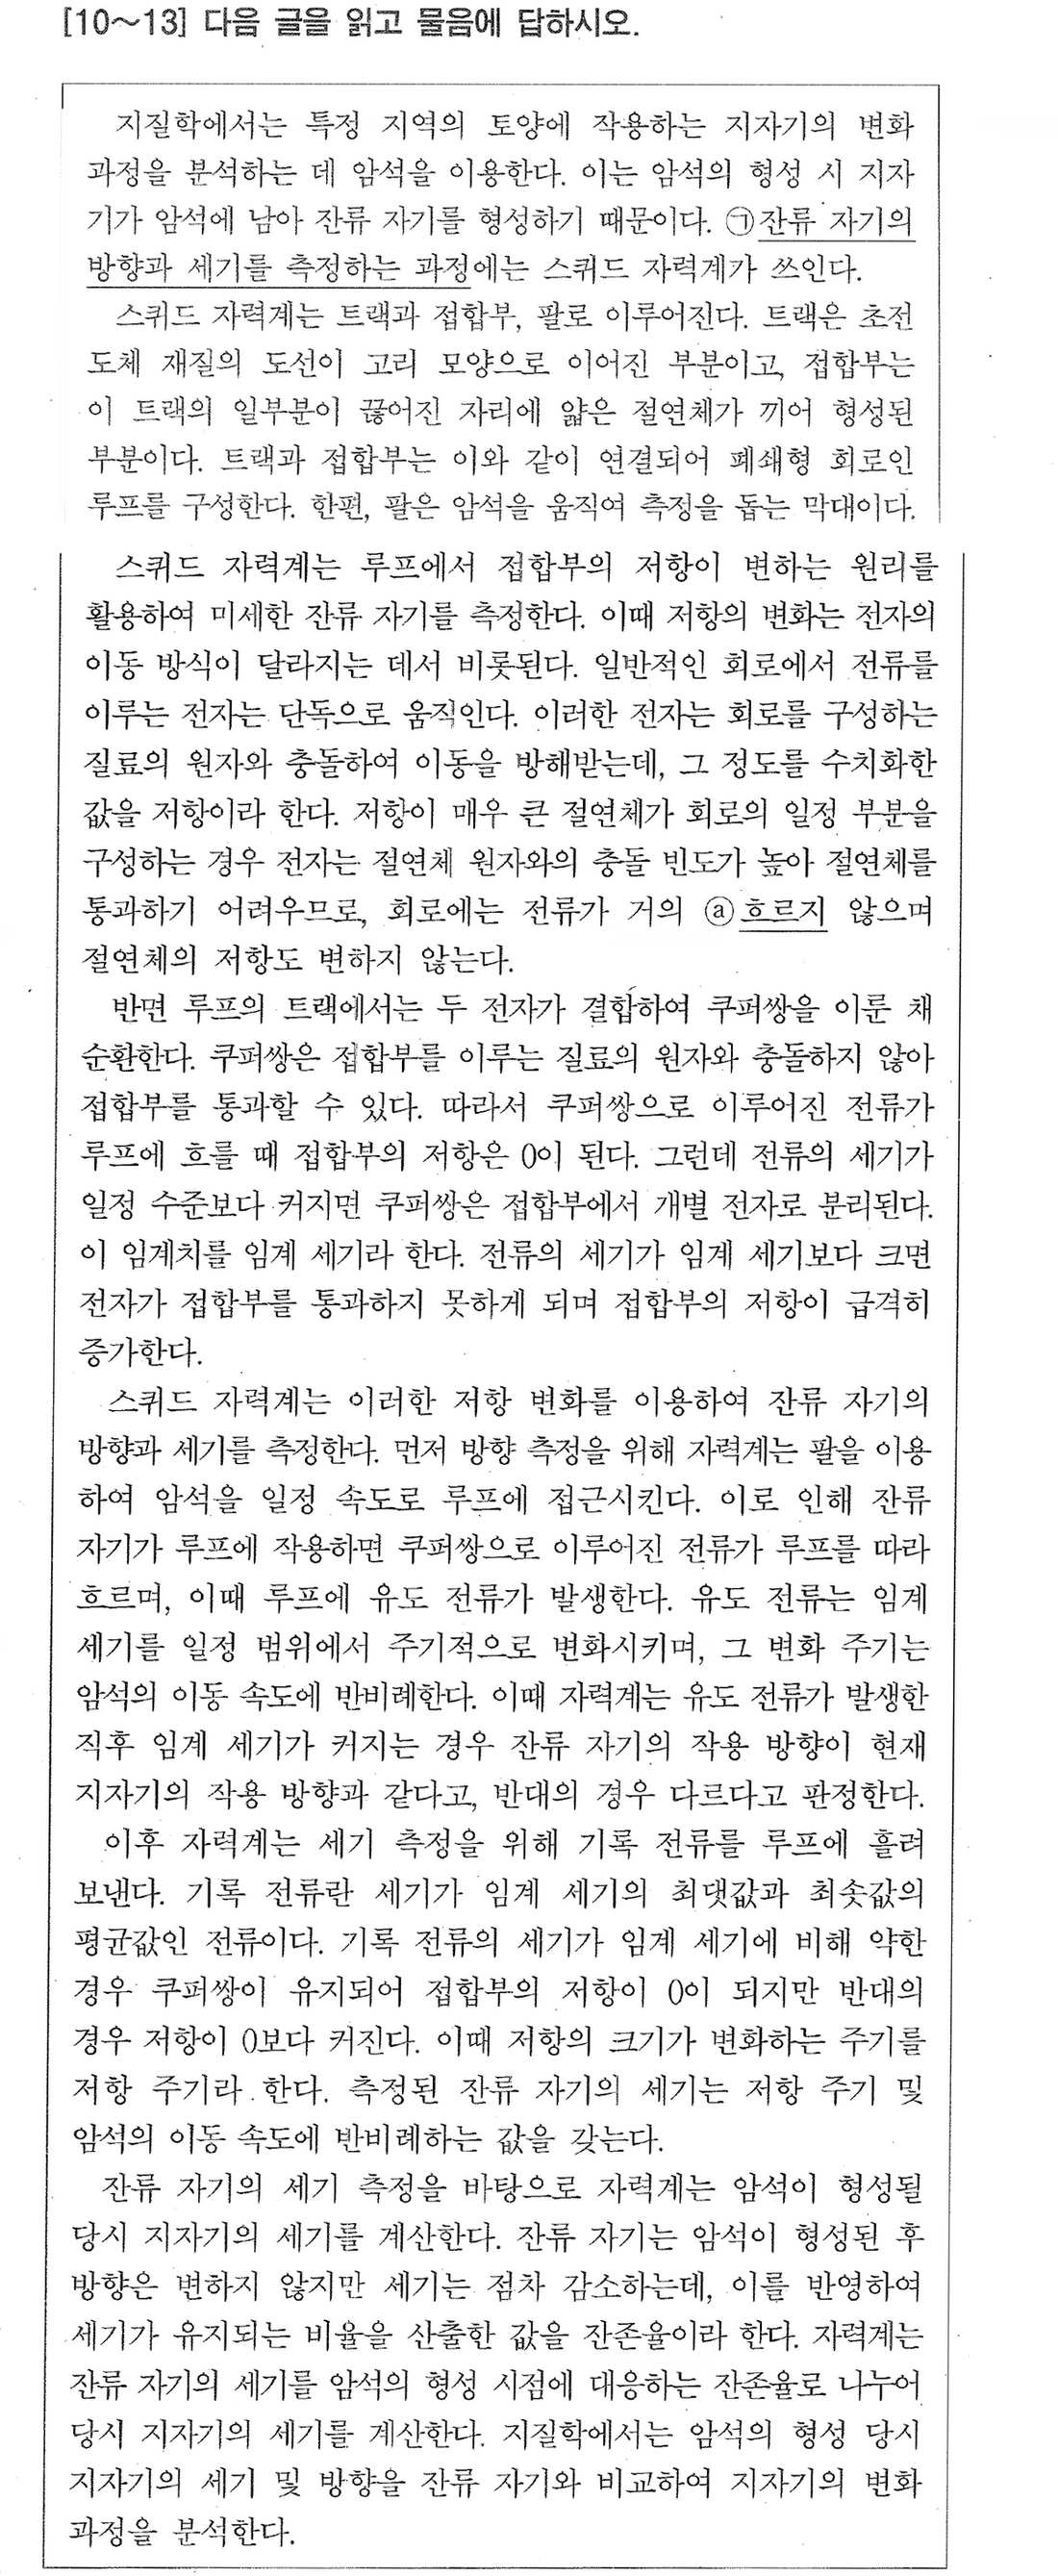 [10~13] 다음 글을 읽고 물음에 답하시오.
지질학에서는 특정 지역의 토양에 작용하는 지자기의 변화
과정을 분석하는 데 암석을 이용한다. 이는 암석의 형성 시 지자
기가 암석에 남아 잔류 자기를 형성하기 때문이다. ㉠잔류 자기의
방향과 세기를 측정하는 과정에는 스퀴드 자력계가 쓰인다.
스퀴드 자력계는 트랙과 접합부, 팔로 이루어진다. 트랙은 초전
도체 재질의 도선이 고리 모양으로 이어진 부분이고, 접합부는
이 트랙의 일부분이 끊어진 자리에 얇은 절연체가 끼어 형성된
부분이다. 트랙과 접합부는 이와 같이 연결되어 폐쇄형 회로인
루프를 구성한다. 한편, 팔은 암석을 움직여 측정을 돕는 막대이다.
스퀴드 자력계는 루프에서 접합부의 저항이 변하는 원리를
활용하여 미세한 잔류 자기를 측정한다. 이때 저항의 변화는 전자의
이동 방식이 달라지는 데서 비롯된다. 일반적인 회로에서 전류를
이루는 전자는 단독으로 움직인다. 이러한 전자는 회로를 구성하는
질료의 원자와 충돌하여 이동을 방해받는데, 그 정도를 수치화한
값을 저항이라 한다. 저항이 매우 큰 절연체가 회로의 일정 부분을
구성하는 경우 전자는 절연체 원자와의 충돌 빈도가 높아 절연체를
통과하기 어려우므로, 회로에는 전류가 거의 ⓐ흐르지 않으며
절연체의 저항도 변하지 않는다.
반면 루프의 트랙에서는 두 전자가 결합하여 쿠퍼쌍을 이룬 채
순환한다. 쿠퍼쌍은 접합부를 이루는 질료의 원자와 충돌하지 않아
접합부를 통과할 수 있다. 따라서 쿠퍼쌍으로 이루어진 전류가
루프에 흐를 때 접합부의 저항은 0이 된다. 그런데 전류의 세기가
일정 수준보다 커지면 쿠퍼쌍은 접합부에서 개별 전자로 분리된다.
이 임계치를 임계 세기라 한다. 전류의 세기가 임계 세기보다 크면
전자가 접합부를 통과하지 못하게 되며 접합부의 저항이 급격히
증가한다.
스퀴드 자력계는 이러한 저항 변화를 이용하여 잔류 자기의
방향과 세기를 측정한다. 먼저 방향 측정을 위해 자력계는 팔을 이용
하여 암석을 일정 속도로 루프에 접근시킨다. 이로 인해 잔류
자기가 루프에 작용하면 쿠퍼쌍으로 이루어진 전류가 루프를 따라
흐르며, 이때 루프에 유도 전류가 발생한다. 유도 전류는 임계
세기를 일정 범위에서 주기적으로 변화시키며, 그 변화 주기는
암석의 이동 속도에 반비례한다. 이때 자력계는 유도 전류가 발생한
직후 임계 세기가 커지는 경우 잔류 자기의 작용 방향이 현재
지자기의 작용 방향과 같다고, 반대의 경우 다르다고 판정한다.
이후 자력계는 세기 측정을 위해 기록 전류를 루프에 흘려
보낸다. 기록 전류란 세기가 임계 세기의 최댓값과 최솟값의
평균값인 전류이다. 기록 전류의 세기가 임계 세기에 비해 약한
경우 쿠퍼쌍이 유지되어 접합부의 저항이 0이 되지만 반대의
경우 저항이 0보다 커진다. 이때 저항의 크기가 변화하는 주기를
저항 주기라 한다. 측정된 잔류 자기의 세기는 저항 주기 및
암석의 이동 속도에 반비례하는 값을 갖는다.
잔류 자기의 세기 측정을 바탕으로 자력계는 암석이 형성될
당시 지자기의 세기를 계산한다. 잔류 자기는 암석이 형성된 후
방향은 변하지 않지만 세기는 점차 감소하는데, 이를 반영하여
세기가 유지되는 비율을 산출한 값을 잔존율이라 한다. 자력계는
잔류 자기의 세기를 암석의 형성 시점에 대응하는 잔존율로 나누어
당시 지자기의 세기를 계산한다. 지질학에서는 암석의 형성 당시
지자기의 세기 및 방향을 잔류 자기와 비교하여 지자기의 변화
과정을 분석한다.